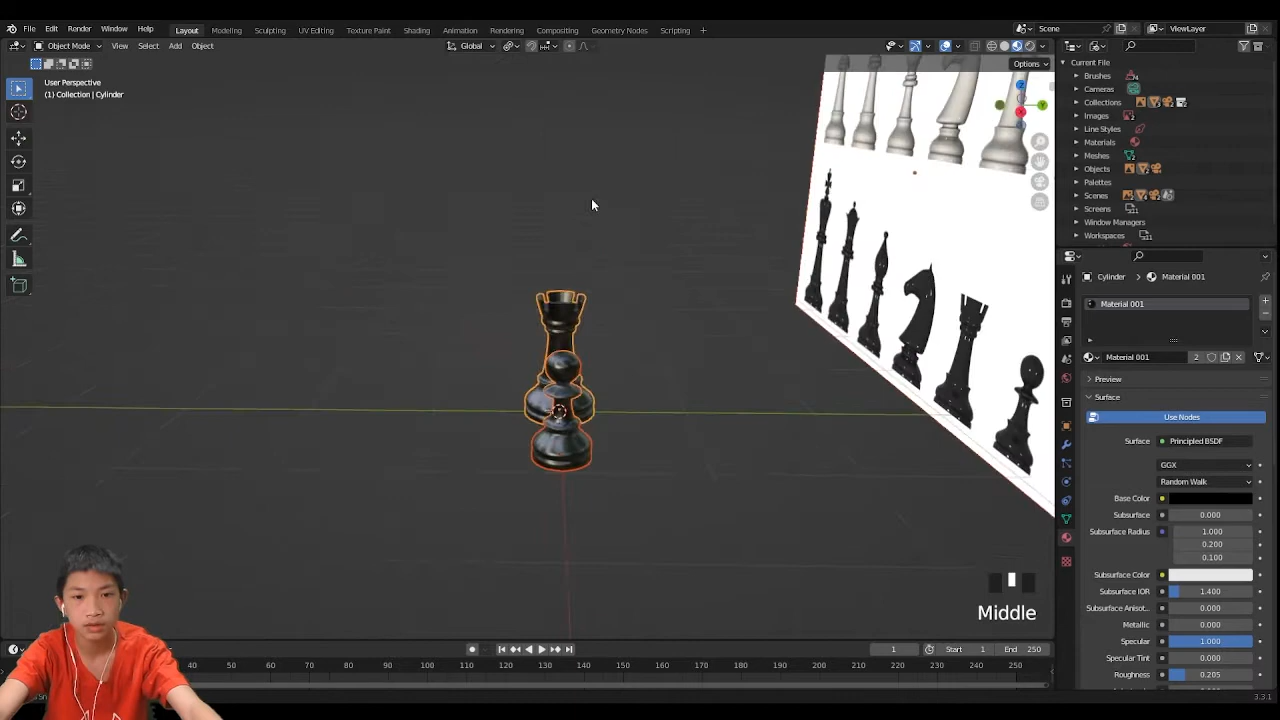 File Edit Render Window Help Layout Modeling Sculpting UV Editing Texture Paint Shading Animation Rendering Compositing Geometry Nodes Scripting + Scene ViewLayer
Object Mode View Select Add Object Global
Options
User Perspective
(1) Collection | Cylinder
Current File
Brushes
Cameras
Collections
Images
Line Styles
Materials
Meshes
Objects
Palettes
Scenes
Screens
Window Managers
Workspaces
Cylinder Material 001
Material 001
Material 001 2
Preview
Surface
Use Nodes
Surface Principled BSDF
GGX
Random Walk
Base Color
Subsurface 0.000
Subsurface Radius 1.000
0.200
0.100
Subsurface Color
Subsurface IOR 1.400
Subsurface Anisot... 0.000
Metallic 0.000
Specular 1.000
Specular Tint 0.000
Roughness 0.205
Middle
1 Start 1 End 250
40 50 60 70 80 90 100 110 120 130 140 150 160 170 180 190 200 210 220 230 240 250
3.3.1